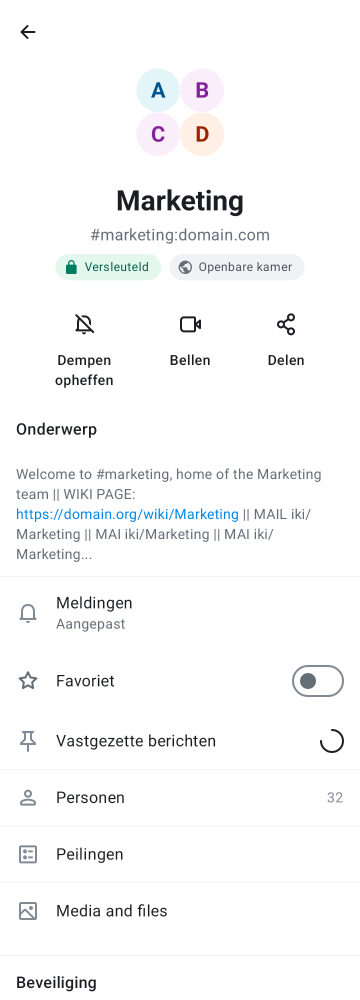 A B
C D
Marketing
#marketing:domain.com
Versleuteld Openbare kamer
Dempen opheffen
Bellen
Delen
Onderwerp
Welcome to #marketing, home of the Marketing
team || WIKI PAGE:
https://domain.org/wiki/Marketing || MAIL iki/
Marketing || MAI iki/Marketing || MAI iki/
Marketing...
Meldingen
Aangepast
Favoriet
Vastgezette berichten
Personen 32
Peilingen
Media and files
Beveiliging